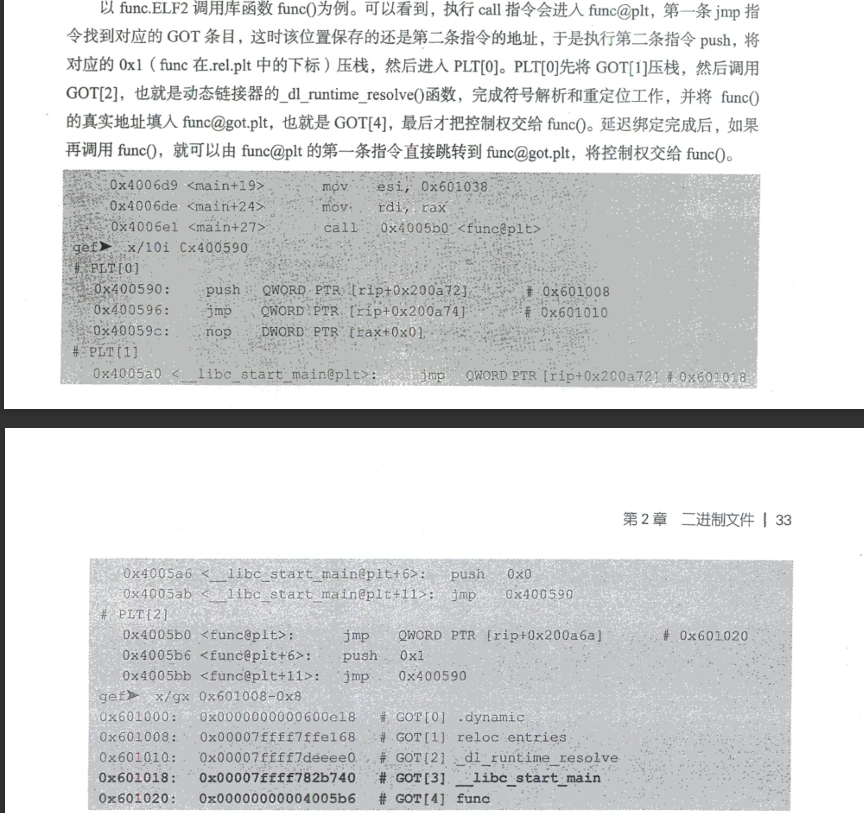 以 func.ELF2 调用库函数 func()为例。可以看到，执行 call 指令会进入 func@plt，第一条 jmp 指
令找到对应的 GOT 条目，这时该位置保存的还是第二条指令的地址，于是执行第二条指令 push，将
对应的 0x1（func 在.rel.plt 中的下标）压栈，然后进入 PLT[0]。PLT[0]先将 GOT[1]压栈，然后调用
GOT[2]，也就是动态链接器的_dl_runtime_resolve()函数，完成符号解析和重定位工作，并将 func()
的真实地址填入 func@got.plt，也就是 GOT[4]，最后才把控制权交给 func()。延迟绑定完成后，如果
再调用 func()，就可以由 func@plt 的第一条指令直接跳转到 func@got.plt，将控制权交给 func()。
0x4006d9 <main+19> mov esi, 0x601038
0x4006de <main+24> mov rdi, rax
→ 0x4006e1 <main+27> call 0x4005b0 <func@plt>
gef➤ x/10i 0x400590
# PLT[0]
0x400590: push QWORD PTR [rip+0x200a72] # 0x601008
0x400596: jmp QWORD PTR [rip+0x200a74] # 0x601010
0x40059c: nop DWORD PTR [rax+0x0]
# PLT[1]
0x4005a0 <__libc_start_main@plt>: jmp QWORD PTR [rip+0x200a72] # 0x601018
第 2 章 二进制文件 | 33
0x4005a6 <__libc_start_main@plt+6>: push 0x0
0x4005ab <__libc_start_main@plt+11>: jmp 0x400590
# PLT[2]
0x4005b0 <func@plt>: jmp QWORD PTR [rip+0x200a6a] # 0x601020
0x4005b6 <func@plt+6>: push 0x1
0x4005bb <func@plt+11>: jmp 0x400590
gef➤ x/gx 0x601008-0x8
0x601000: 0x0000000000600e18 # GOT[0] .dynamic
0x601008: 0x00007ffff7ffe168 # GOT[1] reloc entries
0x601010: 0x00007ffff7deeee0 # GOT[2] _dl_runtime_resolve
0x601018: 0x00007ffff782b740 # GOT[3] __libc_start_main
0x601020: 0x00000000004005b6 # GOT[4] func